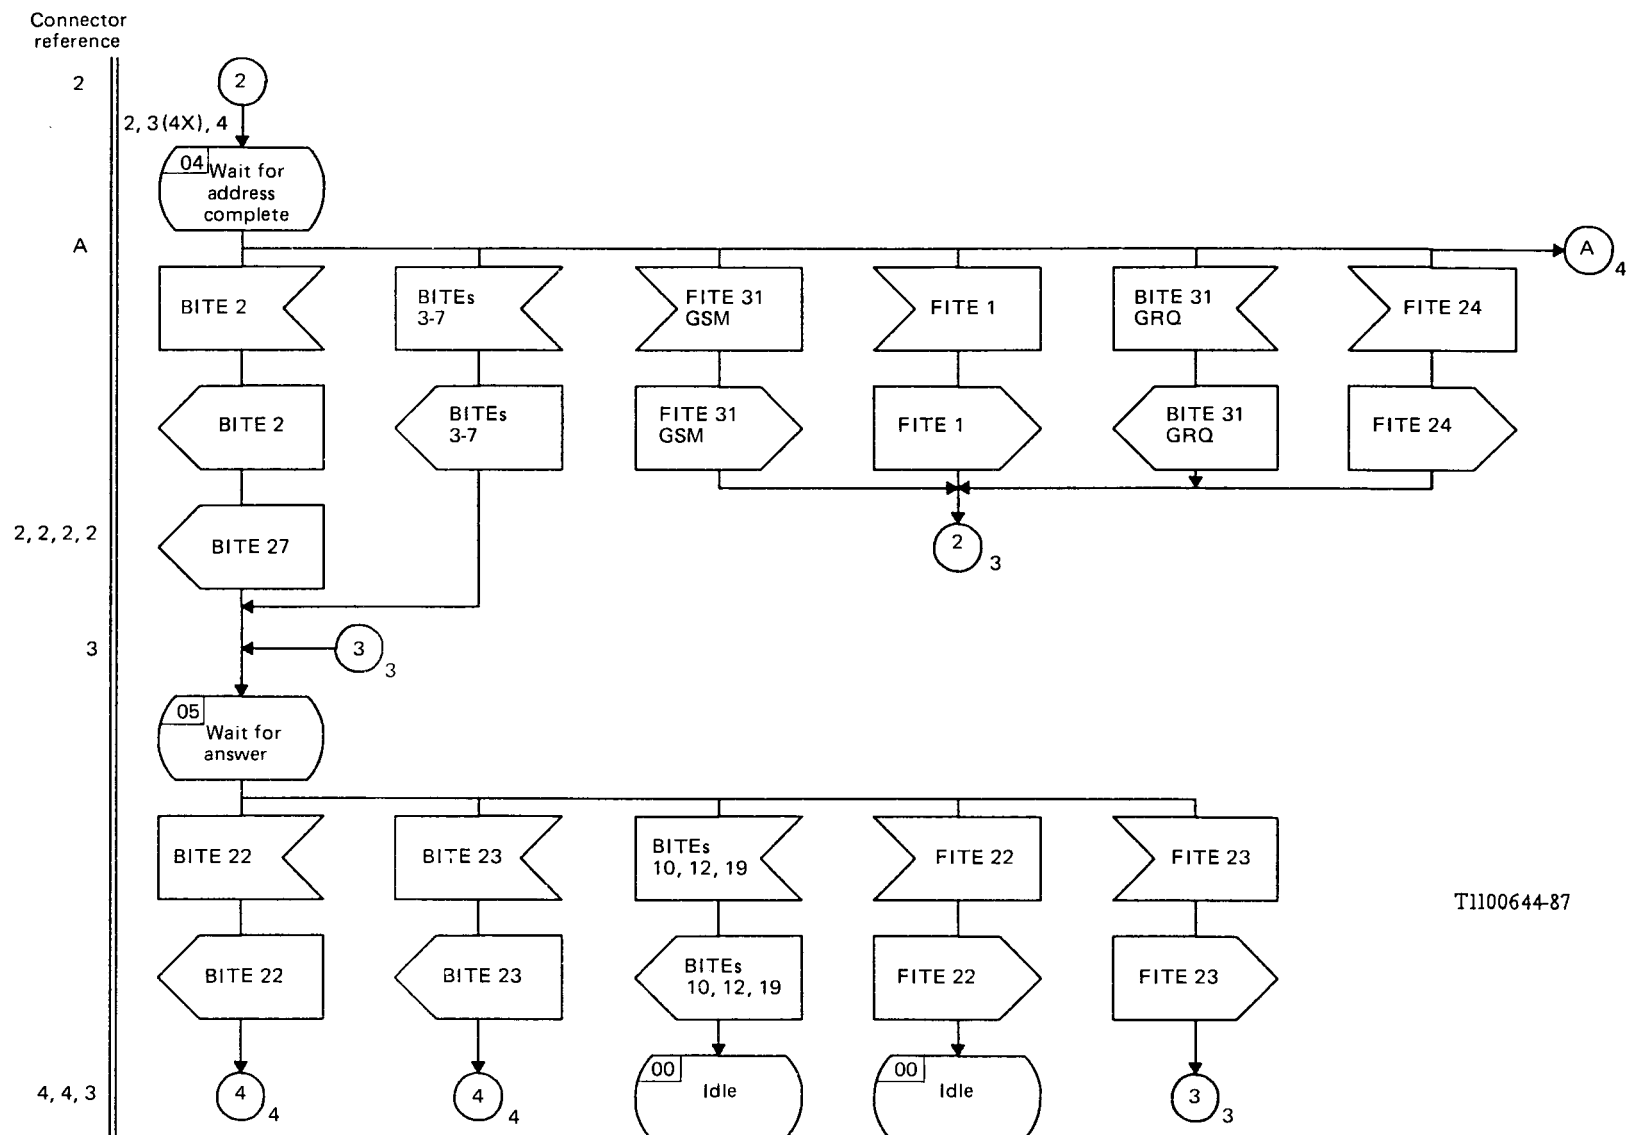 Connector
reference
2
2
2, 3(4X), 4
04
Wait for
address
complete
A
A
4
BITE 2
BITEs
3-7
FITE 31
GSM
FITE 1
BITE 31
GRQ
FITE 24
BITE 2
BITEs
3-7
FITE 31
GSM
FITE 1
BITE 31
GRQ
FITE 24
2, 2, 2, 2
BITE 27
2
3
3
3
3
05
Wait for
answer
BITE 22
BITE 23
BITEs
10, 12, 19
FITE 22
FITE 23
T1100644-87
BITE 22
BITE 23
BITEs
10, 12, 19
FITE 22
FITE 23
4, 4, 3
4
4
4
4
00
Idle
00
Idle
3
3